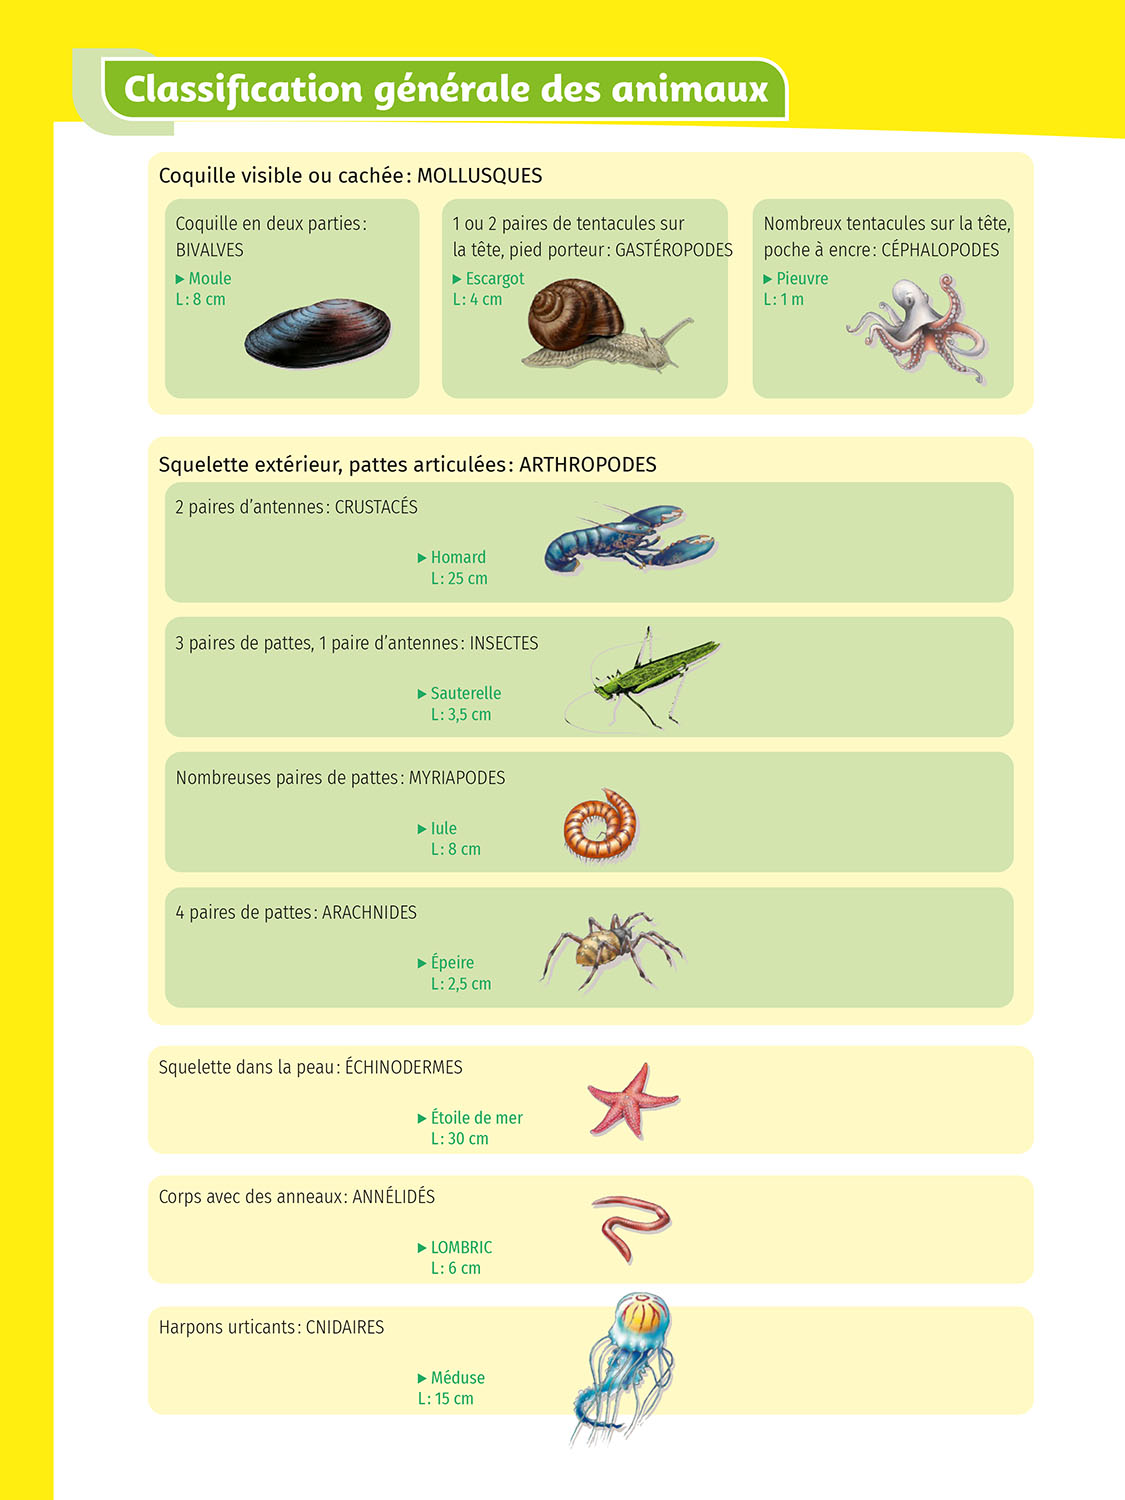 Classification générale des animaux
Coquille visible ou cachée : MOLLUSQUES
Coquille en deux parties :
BIVALVES
▶ Moule
L : 8 cm
1 ou 2 paires de tentacules sur
la tête, pied porteur : GASTÉROPODES
▶ Escargot
L : 4 cm
Nombreux tentacules sur la tête,
poche à encre : CÉPHALOPODES
▶ Pieuvre
L : 1 m
Squelette extérieur, pattes articulées : ARTHROPODES
2 paires d’antennes : CRUSTACÉS
▶ Homard
L : 25 cm
3 paires de pattes, 1 paire d’antennes : INSECTES
▶ Sauterelle
L : 3,5 cm
Nombreuses paires de pattes : MYRIAPODES
▶ Iule
L : 8 cm
4 paires de pattes : ARACHNIDES
▶ Épeire
L : 2,5 cm
Squelette dans la peau : ÉCHINODERMES
▶ Étoile de mer
L : 30 cm
Corps avec des anneaux : ANNÉLIDÉS
▶ LOMBRIC
L : 6 cm
Harpons urticants : CNIDAIRES
▶ Méduse
L : 15 cm